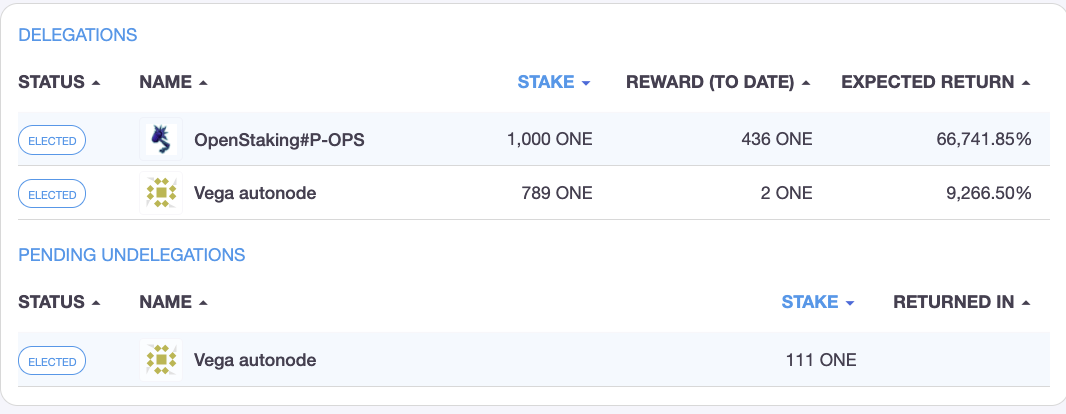 DELEGATIONS
STATUS NAME STAKE REWARD (TO DATE) EXPECTED RETURN
ELECTED OpenStaking#P-OPS 1,000 ONE 436 ONE 66,741.85%
ELECTED Vega autonode 789 ONE 2 ONE 9,266.50%
PENDING UNDELEGATIONS
STATUS NAME STAKE RETURNED IN
ELECTED Vega autonode 111 ONE